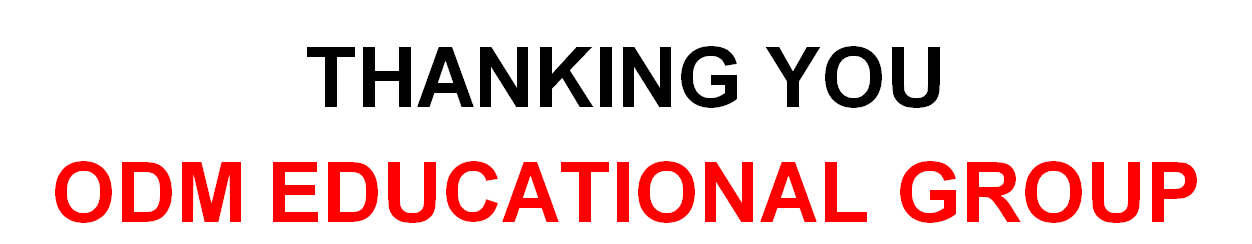 THANKING YOU
ODM EDUCATIONAL GROUP